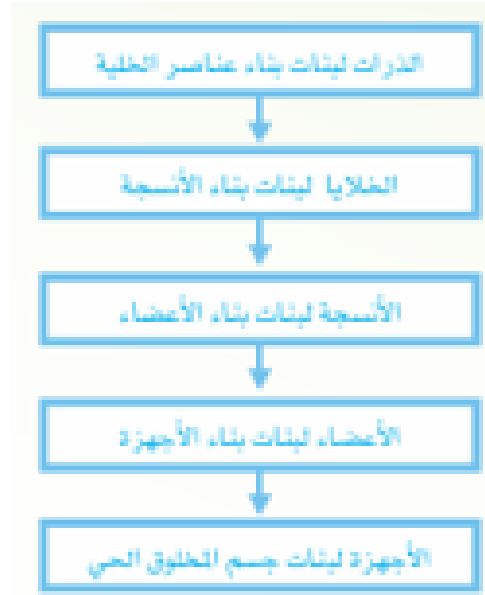 الذرات لبنات بناء عناصر الخلية
الخلايا لبنات بناء الأنسجة
الأنسجة لبنات بناء الأعضاء
الأعضاء لبنات بناء الأجهزة
الأجهزة لبنات جسم المخلوق الحي